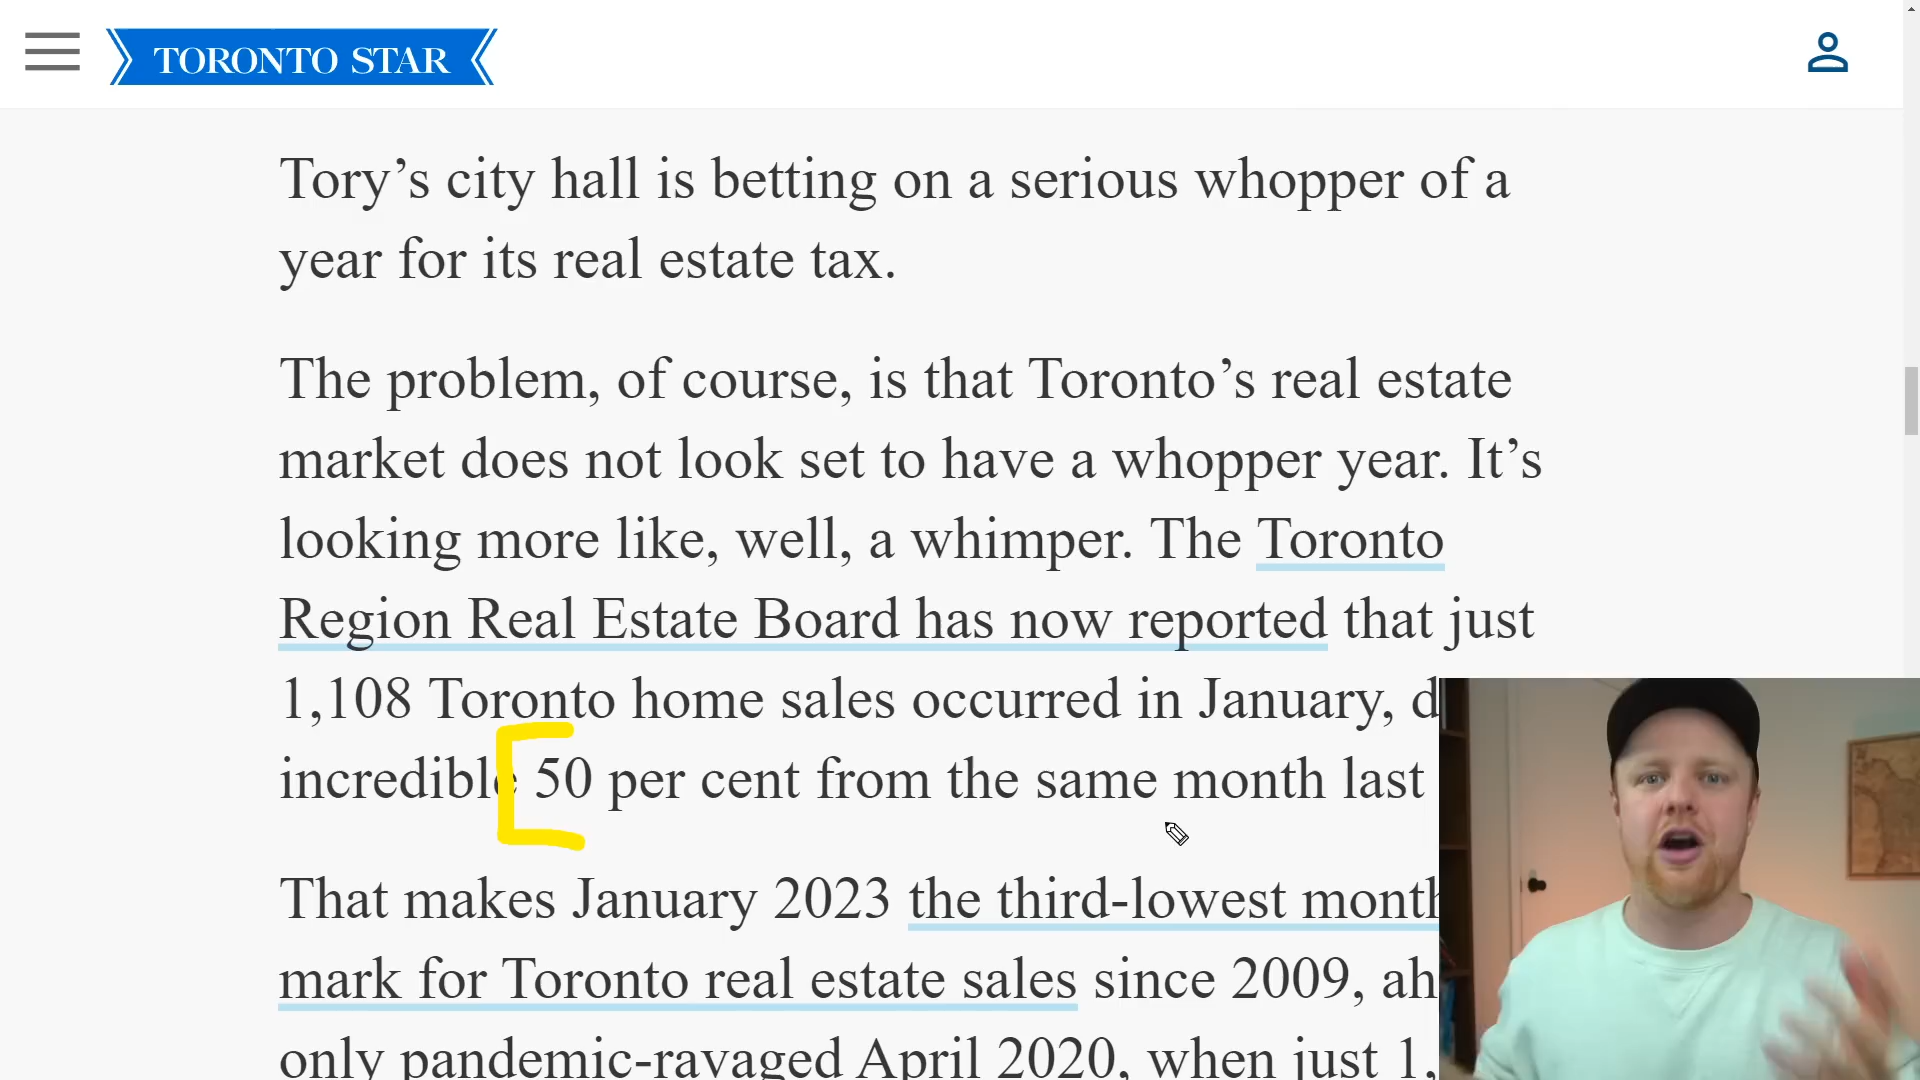 TORONTO STAR
Tory’s city hall is betting on a serious whopper of a
year for its real estate tax.
The problem, of course, is that Toronto’s real estate
market does not look set to have a whopper year. It’s
looking more like, well, a whimper. The Toronto
Region Real Estate Board has now reported that just
1,108 Toronto home sales occurred in January, d
incredible 50 per cent from the same month last
That makes January 2023 the third-lowest month
mark for Toronto real estate sales since 2009, ah
only pandemic-ravaged April 2020, when just 1,